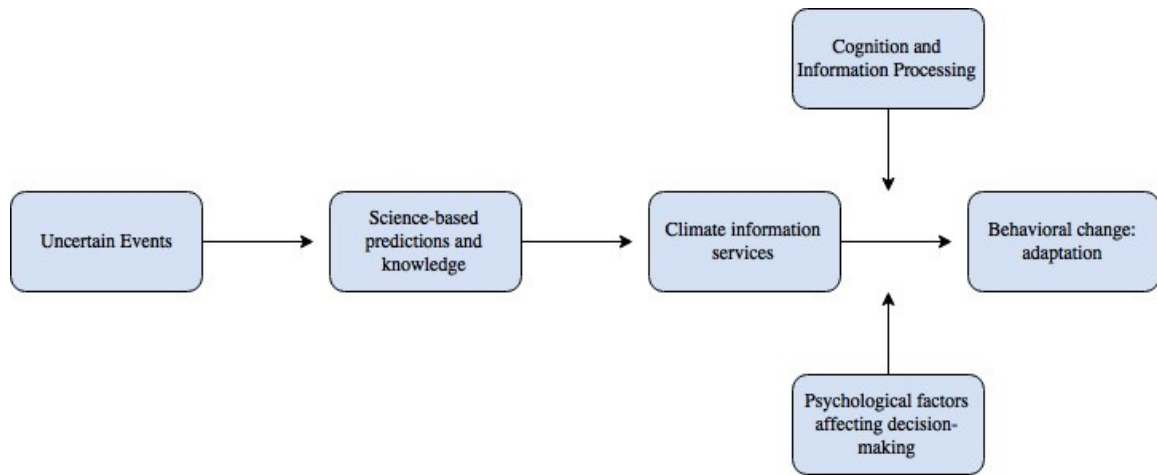 Cognition and
Information Processing
Uncertain Events
Science-based
predictions and
knowledge
Climate information
services
Behavioral change:
adaptation
Psychological factors
affecting decision-
making